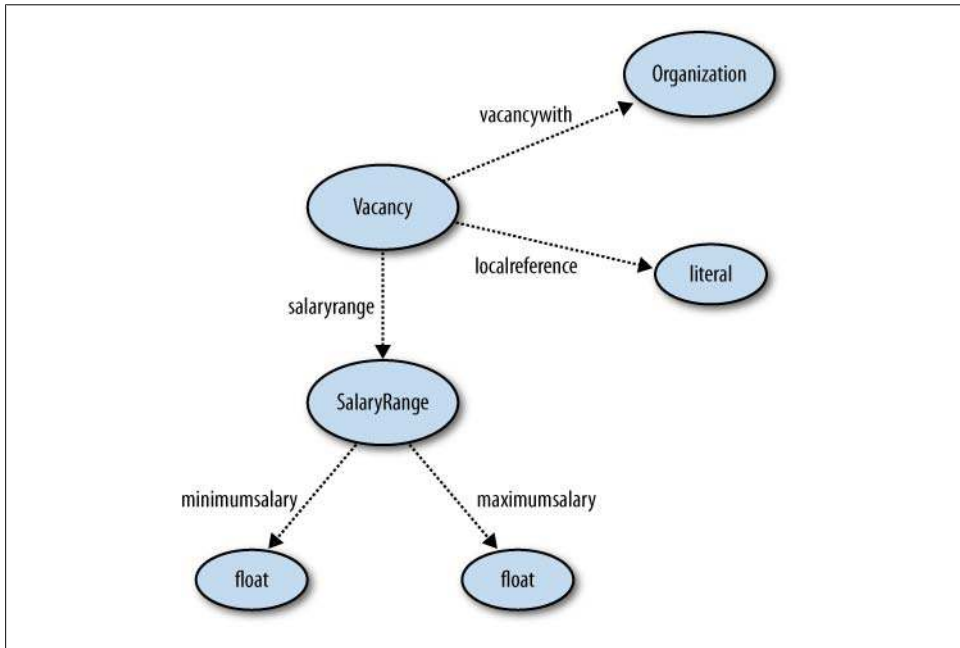 Organization
vacancywith
Vacancy
localreference
literal
salaryrange
SalaryRange
minimumsalary
maximumsalary
float
float